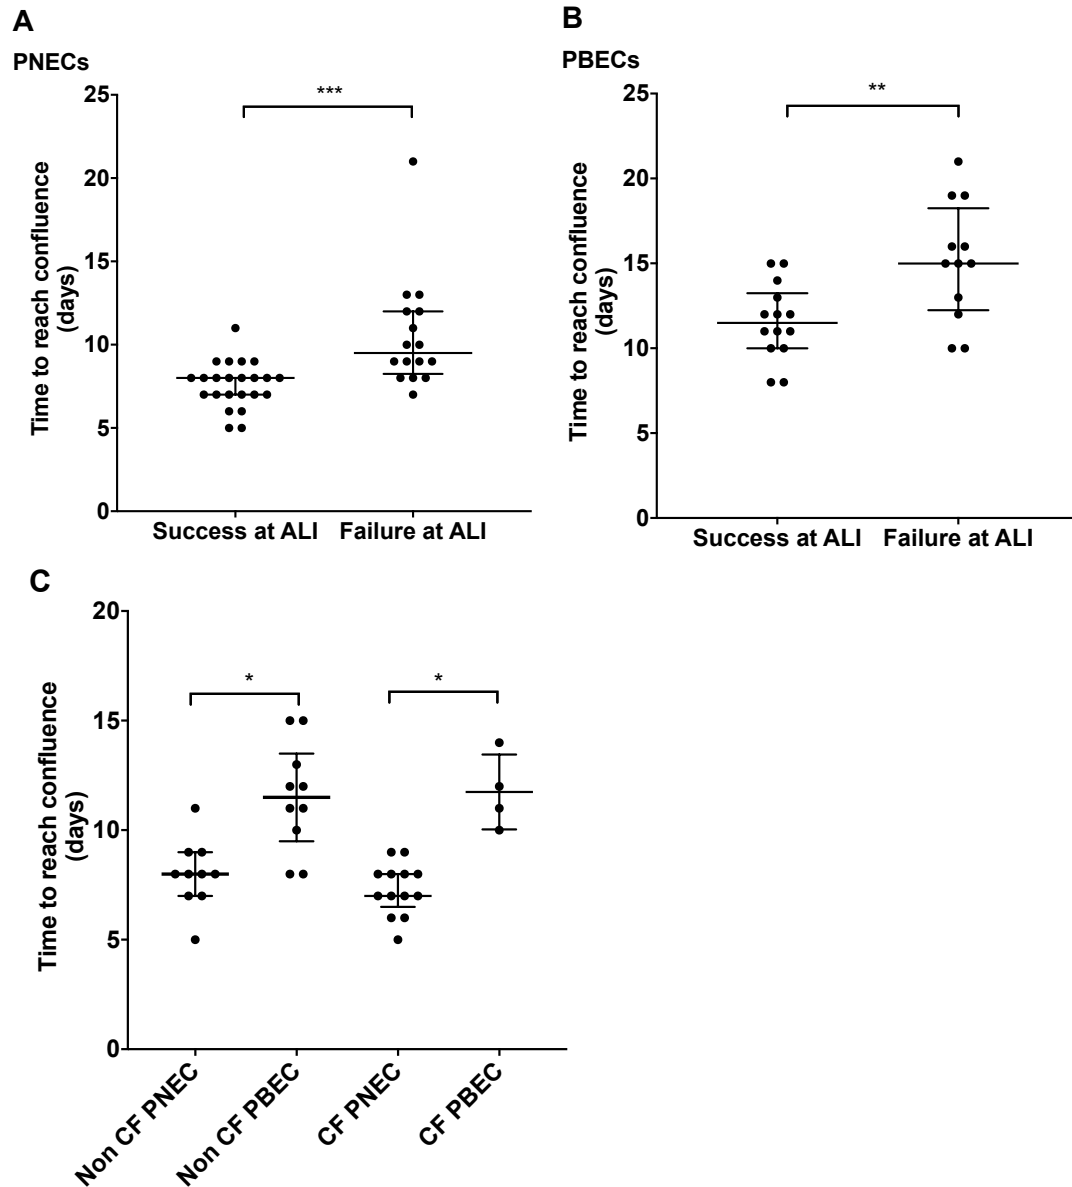 A
PNECs
Time to reach confluence
(days)
25
20
15
10
5
0
***
Success at ALI
Failure at ALI
B
PBECs
Time to reach confluence
(days)
25
20
15
10
5
0
**
Success at ALI
Failure at ALI
C
Time to reach confluence
(days)
20
15
10
5
0
*
*
Non CF PNEC
Non CF PBEC
CF PNEC
CF PBEC